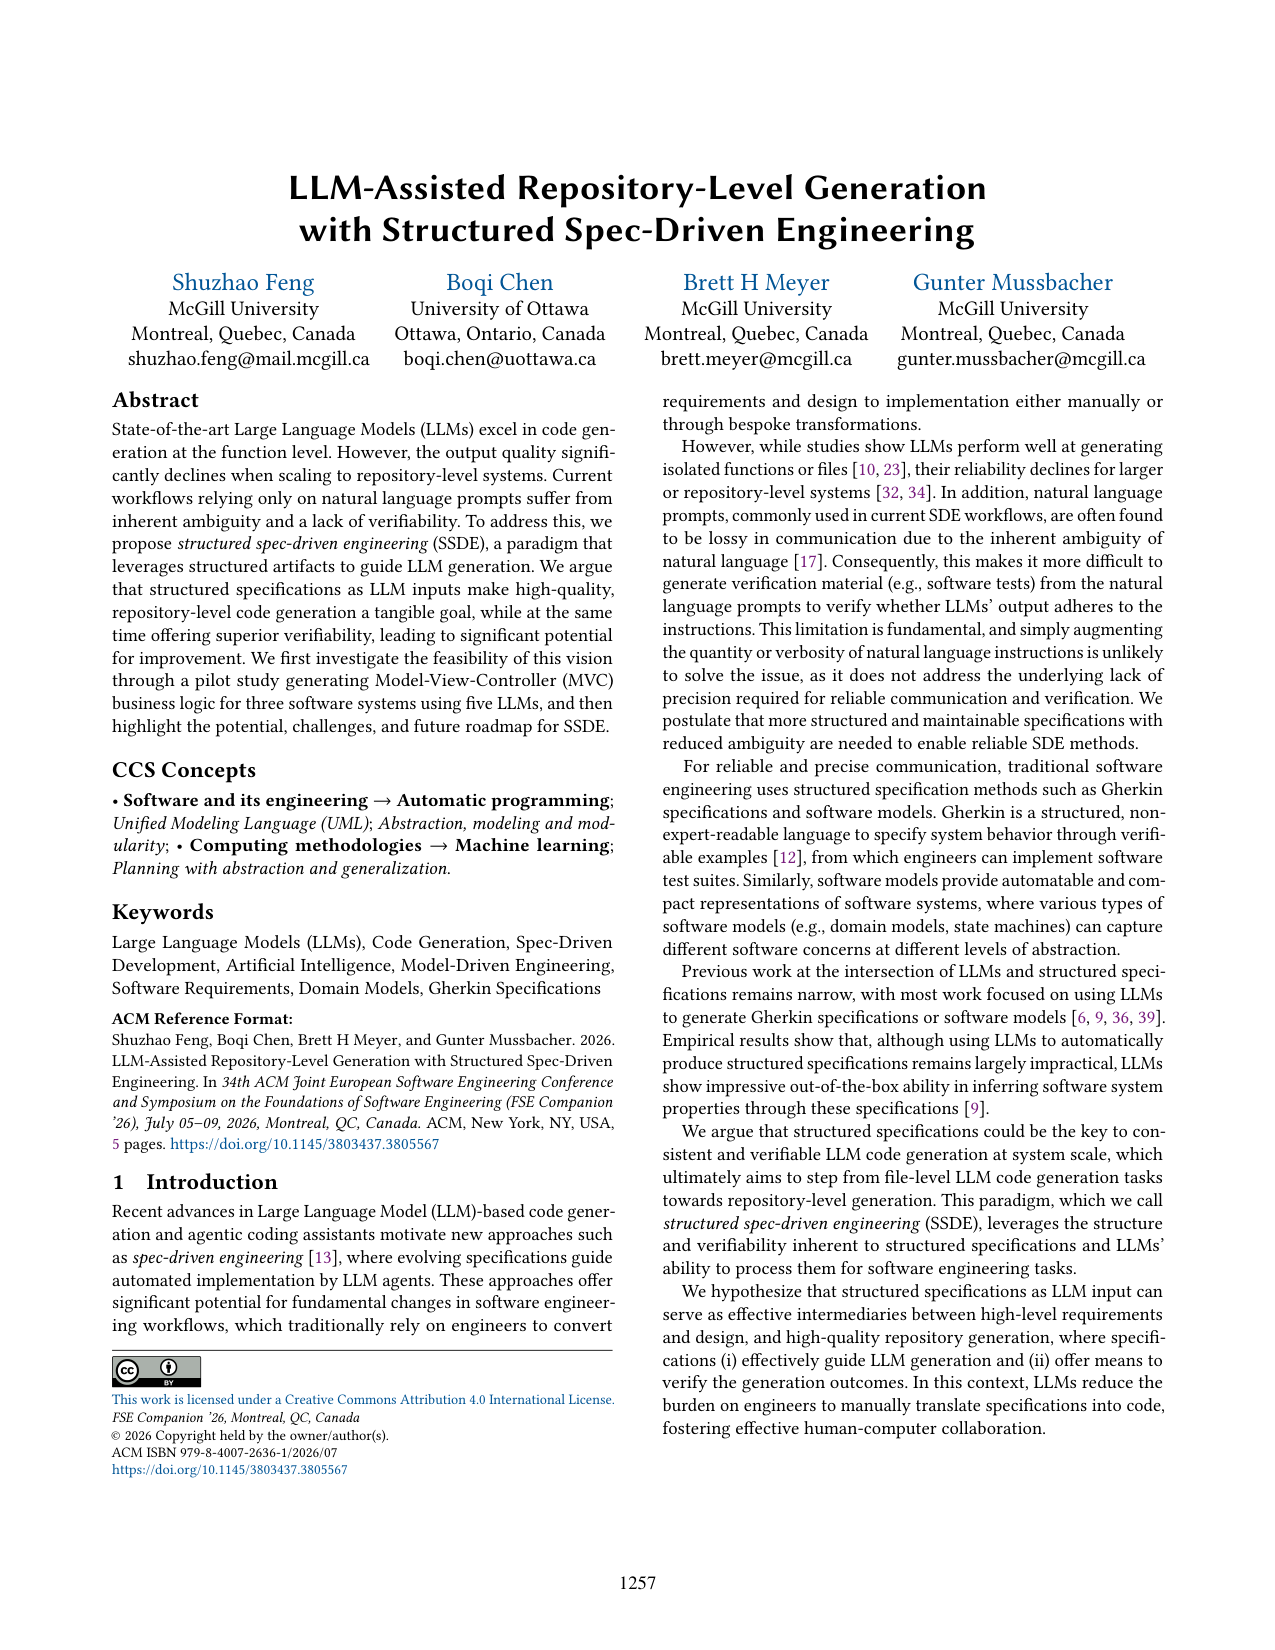 LLM-Assisted Repository-Level Generation
with Structured Spec-Driven Engineering
Shuzhao Feng
McGill University
Montreal, Quebec, Canada
shuzhao.feng@mail.mcgill.ca
Boqi Chen
University of Ottawa
Ottawa, Ontario, Canada
boqi.chen@uottawa.ca
Brett H Meyer
McGill University
Montreal, Quebec, Canada
brett.meyer@mcgill.ca
Gunter Mussbacher
McGill University
Montreal, Quebec, Canada
gunter.mussbacher@mcgill.ca
Abstract
State-of-the-art Large Language Models (LLMs) excel in code gen-
eration at the function level. However, the output quality signifi-
cantly declines when scaling to repository-level systems. Current
workflows relying only on natural language prompts suffer from
inherent ambiguity and a lack of verifiability. To address this, we
propose structured spec-driven engineering (SSDE), a paradigm that
leverages structured artifacts to guide LLM generation. We argue
that structured specifications as LLM inputs make high-quality,
repository-level code generation a tangible goal, while at the same
time offering superior verifiability, leading to significant potential
for improvement. We first investigate the feasibility of this vision
through a pilot study generating Model-View-Controller (MVC)
business logic for three software systems using five LLMs, and then
highlight the potential, challenges, and future roadmap for SSDE.
CCS Concepts
• Software and its engineering → Automatic programming;
Unified Modeling Language (UML); Abstraction, modeling and mod-
ularity; • Computing methodologies → Machine learning;
Planning with abstraction and generalization.
Keywords
Large Language Models (LLMs), Code Generation, Spec-Driven
Development, Artificial Intelligence, Model-Driven Engineering,
Software Requirements, Domain Models, Gherkin Specifications
ACM Reference Format:
Shuzhao Feng, Boqi Chen, Brett H Meyer, and Gunter Mussbacher. 2026.
LLM-Assisted Repository-Level Generation with Structured Spec-Driven
Engineering. In 34th ACM Joint European Software Engineering Conference
and Symposium on the Foundations of Software Engineering (FSE Companion
’26), July 05–09, 2026, Montreal, QC, Canada. ACM, New York, NY, USA,
5 pages. https://doi.org/10.1145/3803437.3805567
1 Introduction
Recent advances in Large Language Model (LLM)-based code gener-
ation and agentic coding assistants motivate new approaches such
as spec-driven engineering [13], where evolving specifications guide
automated implementation by LLM agents. These approaches offer
significant potential for fundamental changes in software engineer-
ing workflows, which traditionally rely on engineers to convert
cc BY
This work is licensed under a Creative Commons Attribution 4.0 International License.
FSE Companion ’26, Montreal, QC, Canada
© 2026 Copyright held by the owner/author(s).
ACM ISBN 979-8-4007-2636-1/2026/07
https://doi.org/10.1145/3803437.3805567
requirements and design to implementation either manually or
through bespoke transformations.
However, while studies show LLMs perform well at generating
isolated functions or files [10, 23], their reliability declines for larger
or repository-level systems [32, 34]. In addition, natural language
prompts, commonly used in current SDE workflows, are often found
to be lossy in communication due to the inherent ambiguity of
natural language [17]. Consequently, this makes it more difficult to
generate verification material (e.g., software tests) from the natural
language prompts to verify whether LLMs’ output adheres to the
instructions. This limitation is fundamental, and simply augmenting
the quantity or verbosity of natural language instructions is unlikely
to solve the issue, as it does not address the underlying lack of
precision required for reliable communication and verification. We
postulate that more structured and maintainable specifications with
reduced ambiguity are needed to enable reliable SDE methods.
For reliable and precise communication, traditional software
engineering uses structured specification methods such as Gherkin
specifications and software models. Gherkin is a structured, non-
expert-readable language to specify system behavior through verifi-
able examples [12], from which engineers can implement software
test suites. Similarly, software models provide automatable and com-
pact representations of software systems, where various types of
software models (e.g., domain models, state machines) can capture
different software concerns at different levels of abstraction.
Previous work at the intersection of LLMs and structured speci-
fications remains narrow, with most work focused on using LLMs
to generate Gherkin specifications or software models [6, 9, 36, 39].
Empirical results show that, although using LLMs to automatically
produce structured specifications remains largely impractical, LLMs
show impressive out-of-the-box ability in inferring software system
properties through these specifications [9].
We argue that structured specifications could be the key to con-
sistent and verifiable LLM code generation at system scale, which
ultimately aims to step from file-level LLM code generation tasks
towards repository-level generation. This paradigm, which we call
structured spec-driven engineering (SSDE), leverages the structure
and verifiability inherent to structured specifications and LLMs’
ability to process them for software engineering tasks.
We hypothesize that structured specifications as LLM input can
serve as effective intermediaries between high-level requirements
and design, and high-quality repository generation, where specifi-
cations (i) effectively guide LLM generation and (ii) offer means to
verify the generation outcomes. In this context, LLMs reduce the
burden on engineers to manually translate specifications into code,
fostering effective human-computer collaboration.
1257